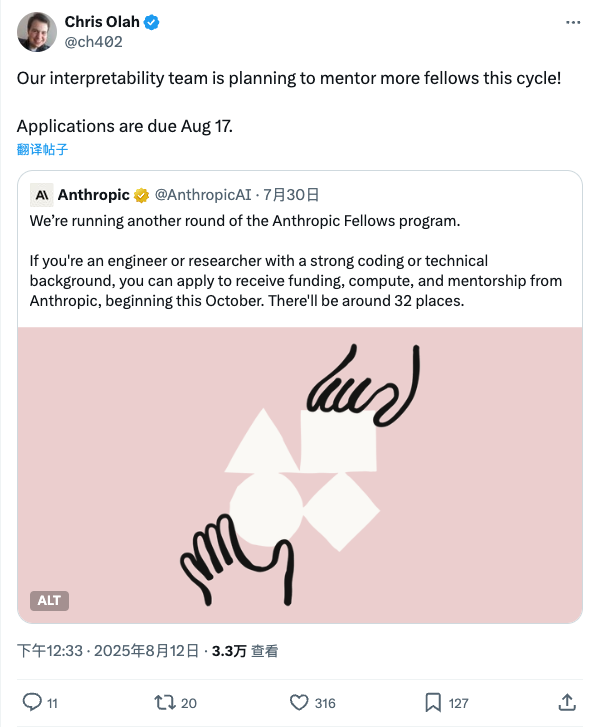 Chris Olah
@ch402
Our interpretability team is planning to mentor more fellows this cycle!
Applications are due Aug 17.
翻译帖子
A\ Anthropic @AnthropicAI · 7月30日
We’re running another round of the Anthropic Fellows program.
If you're an engineer or researcher with a strong coding or technical
background, you can apply to receive funding, compute, and mentorship from
Anthropic, beginning this October. There'll be around 32 places.
ALT
下午12:33 · 2025年8月12日 · 3.3万 查看
11 20 316 127